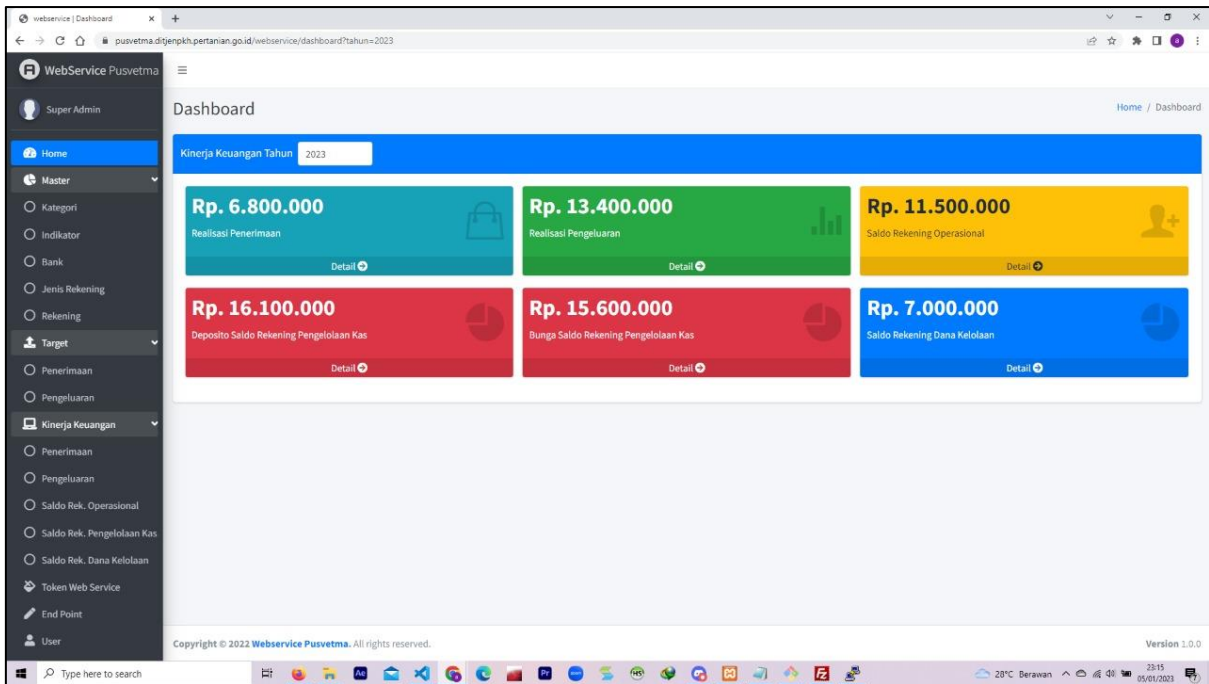 webservice | Dashboard
pusvetma.ditjenpkh.pertanian.go.id/webservice/dashboard?tahun=2023
a
WebService Pusvetma
Super Admin
Home
Master
Kategori
Indikator
Bank
Jenis Rekening
Rekening
Target
Penerimaan
Pengeluaran
Kinerja Keuangan
Penerimaan
Pengeluaran
Saldo Rek. Operasional
Saldo Rek. Pengelolaan Kas
Saldo Rek. Dana Kelolaan
Token Web Service
End Point
User
Dashboard
Home / Dashboard
Kinerja Keuangan Tahun 2023
Rp. 6.800.000
Realisasi Penerimaan
Detail
Rp. 13.400.000
Realisasi Pengeluaran
Detail
Rp. 11.500.000
Saldo Rekening Operasional
Detail
Rp. 16.100.000
Deposito Saldo Rekening Pengelolaan Kas
Detail
Rp. 15.600.000
Bunga Saldo Rekening Pengelolaan Kas
Detail
Rp. 7.000.000
Saldo Rekening Dana Kelolaan
Detail
Copyright © 2022 Webservice Pusvetma. All rights reserved.
Version 1.0.0
Type here to search
Ae
Pr
zoom
28°C Berawan
23:15
05/01/2023